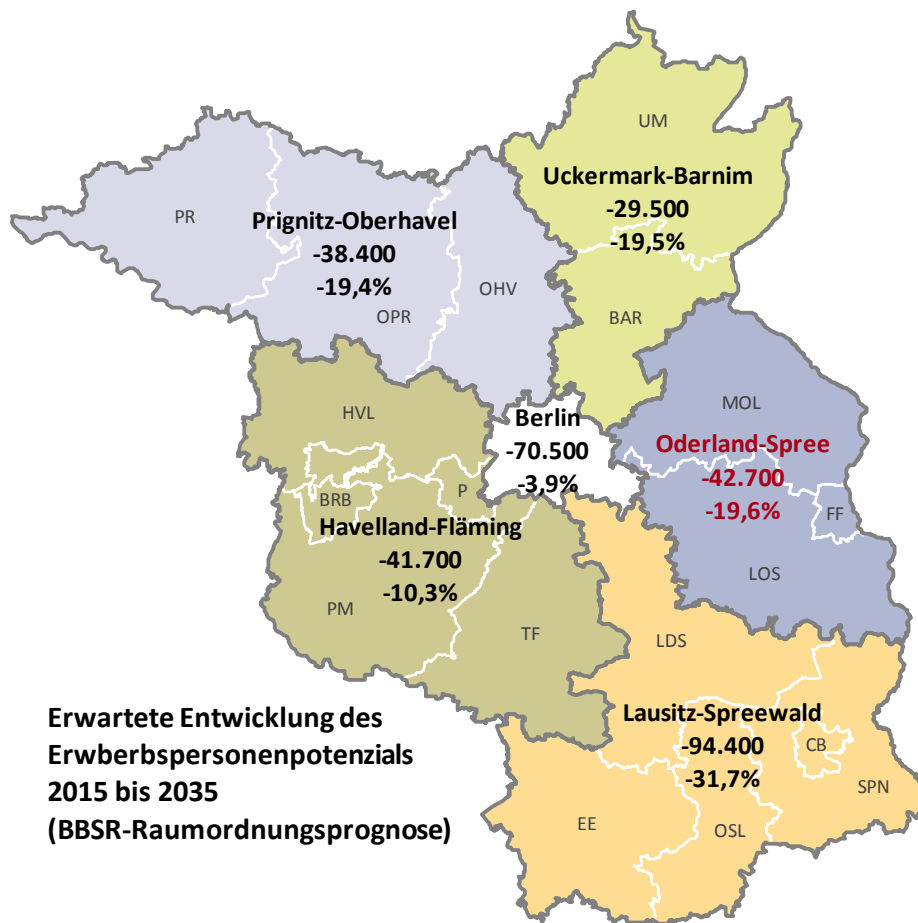 UM
Uckermark-Barnim
-29.500
-19,5%
PR
Prignitz-Oberhavel
-38.400
-19,4%
OHV
OPR
BAR
HVL
MOL
Berlin
-70.500
-3,9%
Oderland-Spree
-42.700
-19,6%
FF
LOS
BRB
P
Havelland-Fläming
-41.700
-10,3%
PM
TF
LDS
Lausitz-Spreewald
-94.400
-31,7%
CB
SPN
EE
OSL
Erwartete Entwicklung des
Erwberbspersonenpotenzials
2015 bis 2035
(BBSR-Raumordnungsprognose)